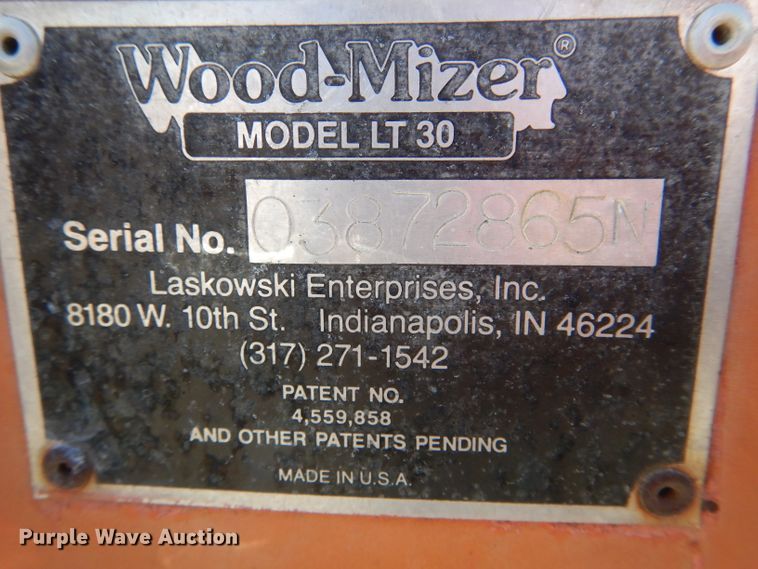 Wood-Mizer®
MODEL LT 30
Serial No. 03872865N
Laskowski Enterprises, Inc.
8180 W. 10th St. Indianapolis, IN 46224
(317) 271-1542
PATENT NO.
4,559,858
AND OTHER PATENTS PENDING
MADE IN U.S.A.
Purple Wave Auction